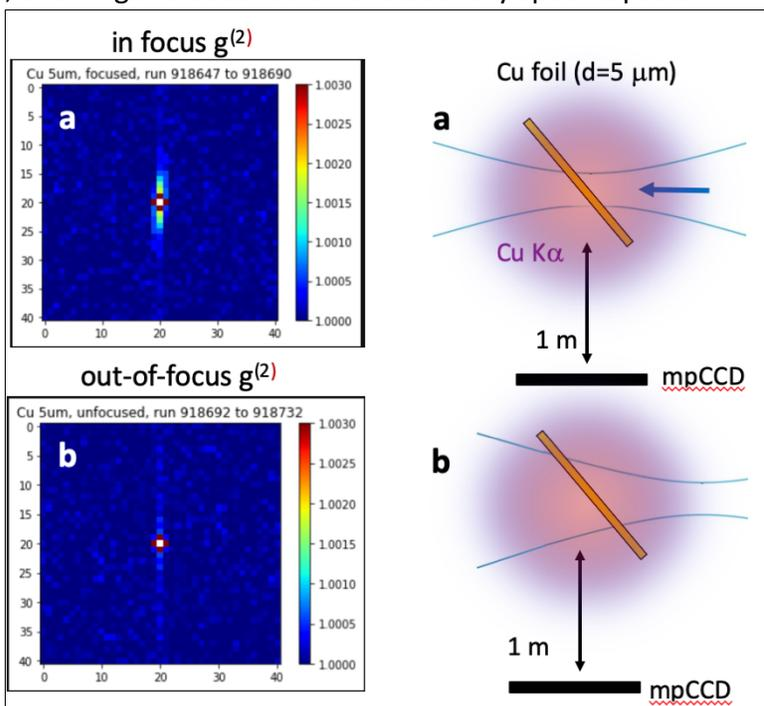 in focus g(2)
Cu 5um, focused, run 918647 to 918690
a
0
5
10
15
20
25
30
35
40
0 10 20 30 40
1.0030
1.0025
1.0020
1.0015
1.0010
1.0005
1.0000
Cu foil (d=5 μm)
a
Cu Kα
1 m
mpCCD
out-of-focus g(2)
Cu 5um, unfocused, run 918692 to 918732
b
0
5
10
15
20
25
30
35
40
0 10 20 30 40
1.0030
1.0025
1.0020
1.0015
1.0010
1.0005
1.0000
b
1 m
mpCCD